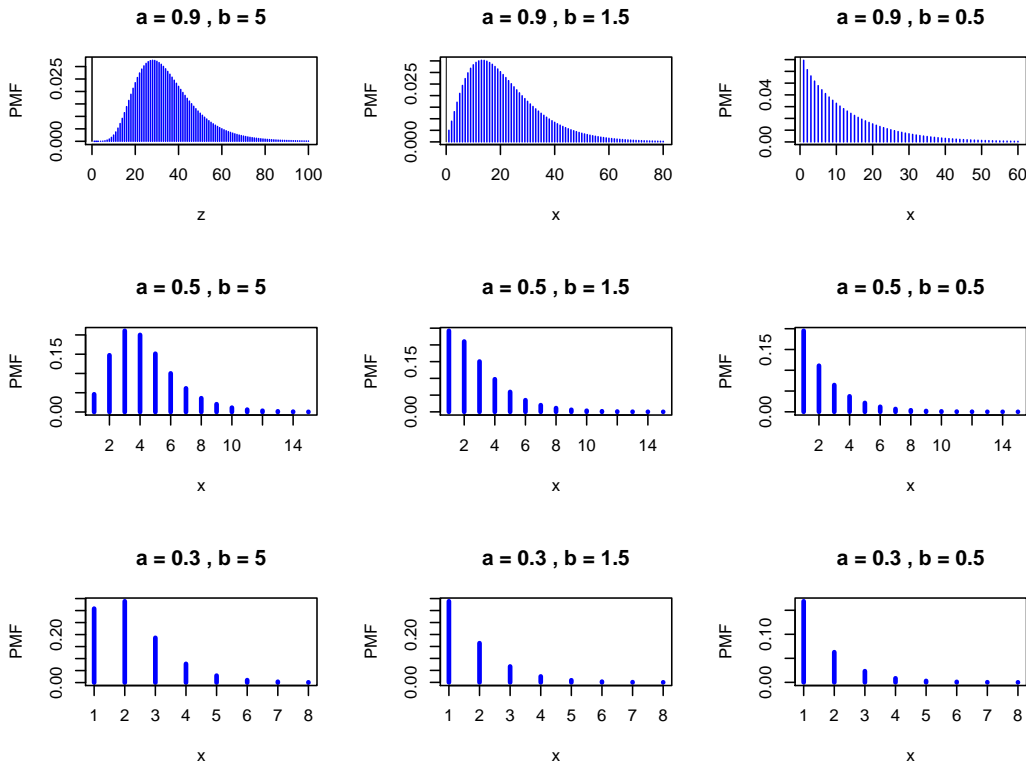 a = 0.9 , b = 5
PMF
0.000 0.025
0 20 40 60 80 100
z
a = 0.9 , b = 1.5
PMF
0.000 0.025
0 20 40 60 80
x
a = 0.9 , b = 0.5
PMF
0.00 0.04
0 10 20 30 40 50 60
x
a = 0.5 , b = 5
PMF
0.00 0.15
2 4 6 8 10 14
x
a = 0.5 , b = 1.5
PMF
0.00 0.15
2 4 6 8 10 14
x
a = 0.5 , b = 0.5
PMF
0.00 0.15
2 4 6 8 10 14
x
a = 0.3 , b = 5
PMF
0.00 0.20
1 2 3 4 5 6 7 8
x
a = 0.3 , b = 1.5
PMF
0.00 0.20
1 2 3 4 5 6 7 8
x
a = 0.3 , b = 0.5
PMF
0.00 0.10
1 2 3 4 5 6 7 8
x